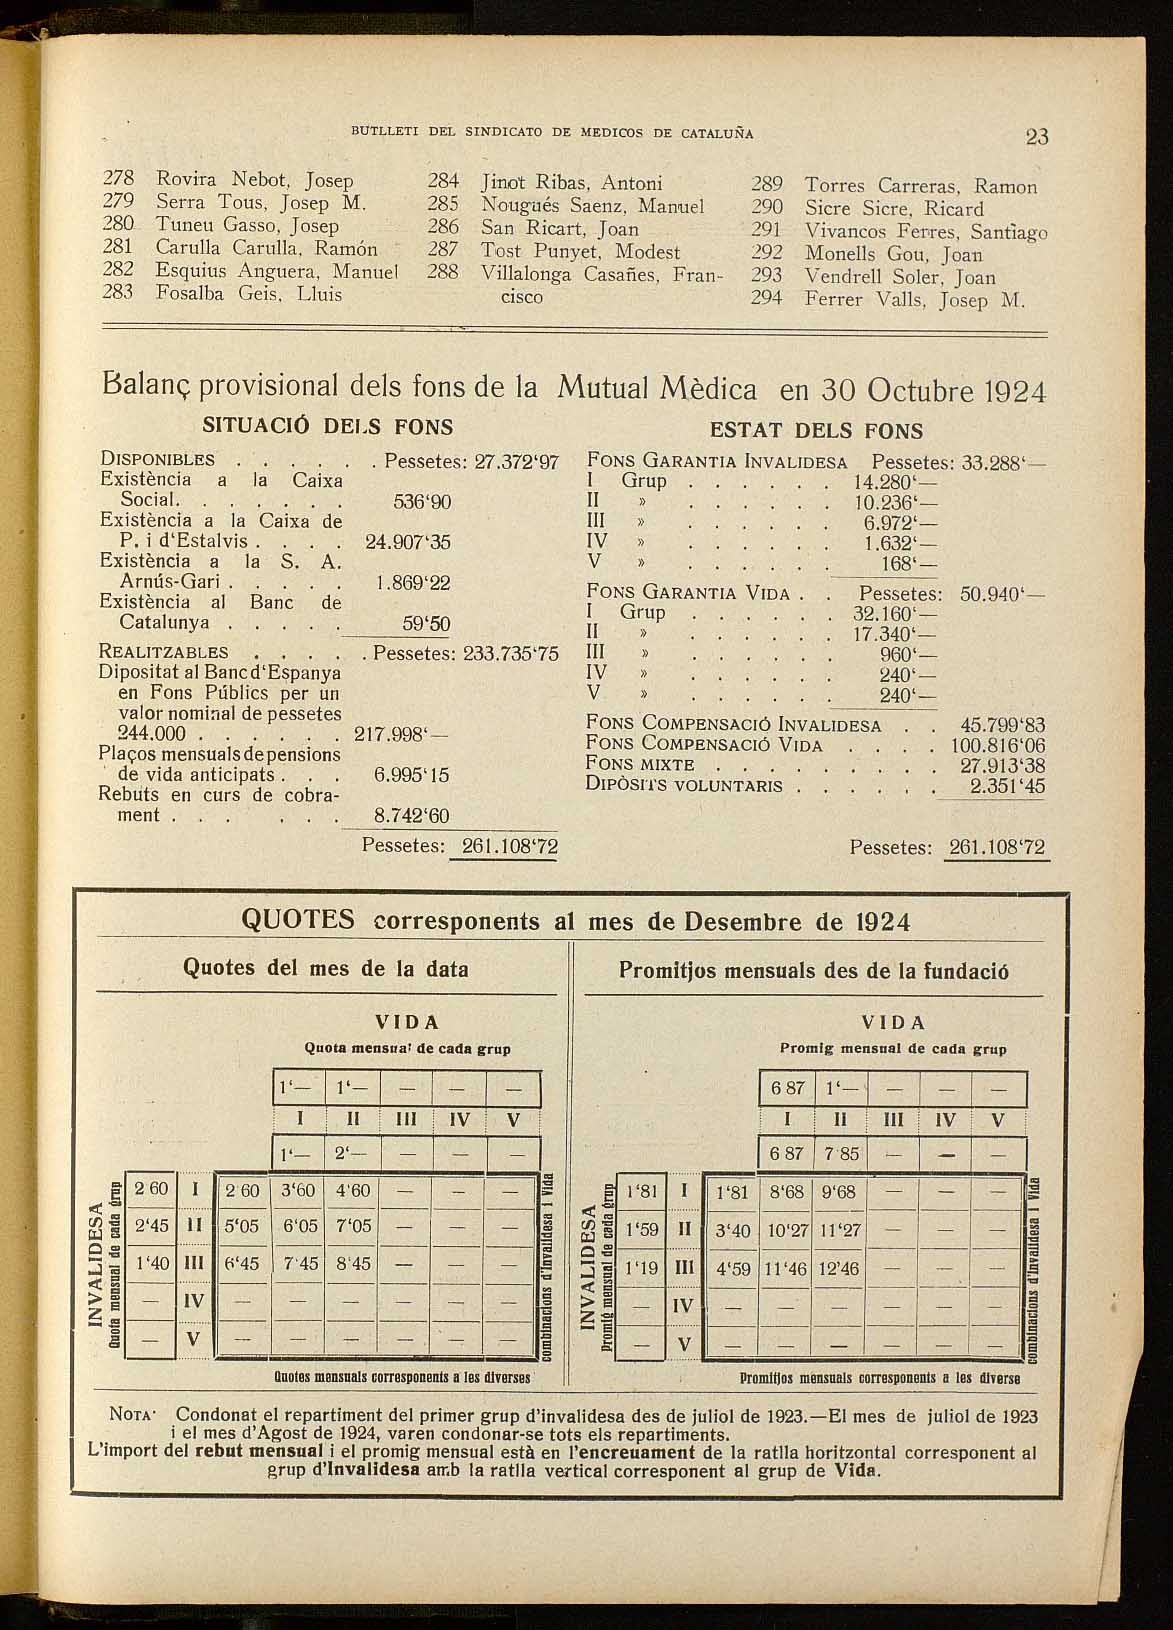 BUTLLETI DEL SINDICATO DE MEDICOS DE CATALUÑA
23
278 Rovira Nebot, Josep
279 Serra Tous, Josep M.
280 Tuneu Gasso, Josep
281 Carulla Carulla, Ramón
282 Esquius Anguera, Manuel
283 Fosalba Geis, Lluis
284 Jinot Ribas, Antoni
285 Nougués Saenz, Manuel
286 San Ricart, Joan
287 Tost Punyet, Modest
288 Villalonga Casañes, Fran-
cisco
289 Torres Carreras, Ramon
290 Sicre Sicre, Ricard
291 Vivancos Ferres, Santiago
292 Monells Gou, Joan
293 Vendrell Soler, Joan
294 Ferrer Valls, Josep M.
Balanç provisional dels fons de la Mutual Mèdica en 30 Octubre 1924
SITUACIÓ DELS FONS
DISPONIBLES . . . . . . Pessetes: 27.372‘97
Existència a la Caixa
Social. . . . . . . 536‘90
Existència a la Caixa de
P. i d‘Estalvis . . . . 24.907‘35
Existència a la S. A.
Arnús-Gari . . . . . 1.869‘22
Existència al Banc de
Catalunya . . . . . 59‘50
REALITZABLES . . . . . Pessetes: 233.735‘75
Dipositat al Banc d‘Espanya
en Fons Públics per un
valor nominal de pessetes
244.000 . . . . . . 217.998‘—
Plaços mensuals de pensions
de vida anticipats . . . 6.995‘15
Rebuts en curs de cobra-
ment . . . . . . 8.742‘60
Pessetes: 261.108‘72
ESTAT DELS FONS
FONS GARANTIA INVALIDESA Pessetes: 33.288‘—
I Grup . . . . . . 14.280‘—
II » . . . . . . 10.236‘—
III » . . . . . . 6.972‘—
IV » . . . . . . 1.632‘—
V » . . . . . . 168‘—
FONS GARANTIA VIDA . . Pessetes: 50.940‘—
I Grup . . . . . . 32.160‘—
II » . . . . . . 17.340‘—
III » . . . . . . 960‘—
IV » . . . . . . 240‘—
V » . . . . . . 240‘—
FONS COMPENSACIÓ INVALIDESA . . 45.799‘83
FONS COMPENSACIÓ VIDA . . . . 100.816‘06
FONS MIXTE . . . . . . . . . 27.913‘38
DIPÒSITS VOLUNTARIS . . . . . . 2.351‘45
Pessetes: 261.108‘72
QUOTES corresponents al mes de Desembre de 1924
Quotes del mes de la data
VIDA
Quota mensual de cada grup
1‘— 1‘— — — —
I II III IV V
1‘— 2‘— — — —
INVALIDESA
Quota mensual de cada grup
2 60 I 2 60 3‘60 4‘60 — — —
2‘45 II 5‘05 6‘05 7‘05 — — —
1‘40 III 6‘45 7‘45 8‘45 — — —
— IV — — — — — —
— V — — — — — —
combinacions d'Invalidesa i Vida
Quotes mensuals corresponents a les diverses
Promitjos mensuals des de la fundació
VIDA
Promig mensual de cada grup
6 87 1‘— — — —
I II III IV V
6 87 7 85 — — —
INVALIDESA
Promig mensual de cada grup
1‘81 I 1‘81 8‘68 9‘68 — — —
1‘59 II 3‘40 10‘27 11‘27 — — —
1‘19 III 4‘59 11‘46 12‘46 — — —
— IV — — — — — —
— V — — — — — —
combinacions d'Invalidesa i Vida
Promitjos mensuals corresponents a les diverse
NOTA· Condonat el repartiment del primer grup d'invalidesa des de juliol de 1923.—El mes de juliol de 1923
i el mes d'Agost de 1924, varen condonar-se tots els repartiments.
L'import del rebut mensual i el promig mensual està en l'encreuament de la ratlla horitzontal corresponent al
grup d'Invalidesa amb la ratlla vertical corresponent al grup de Vida.